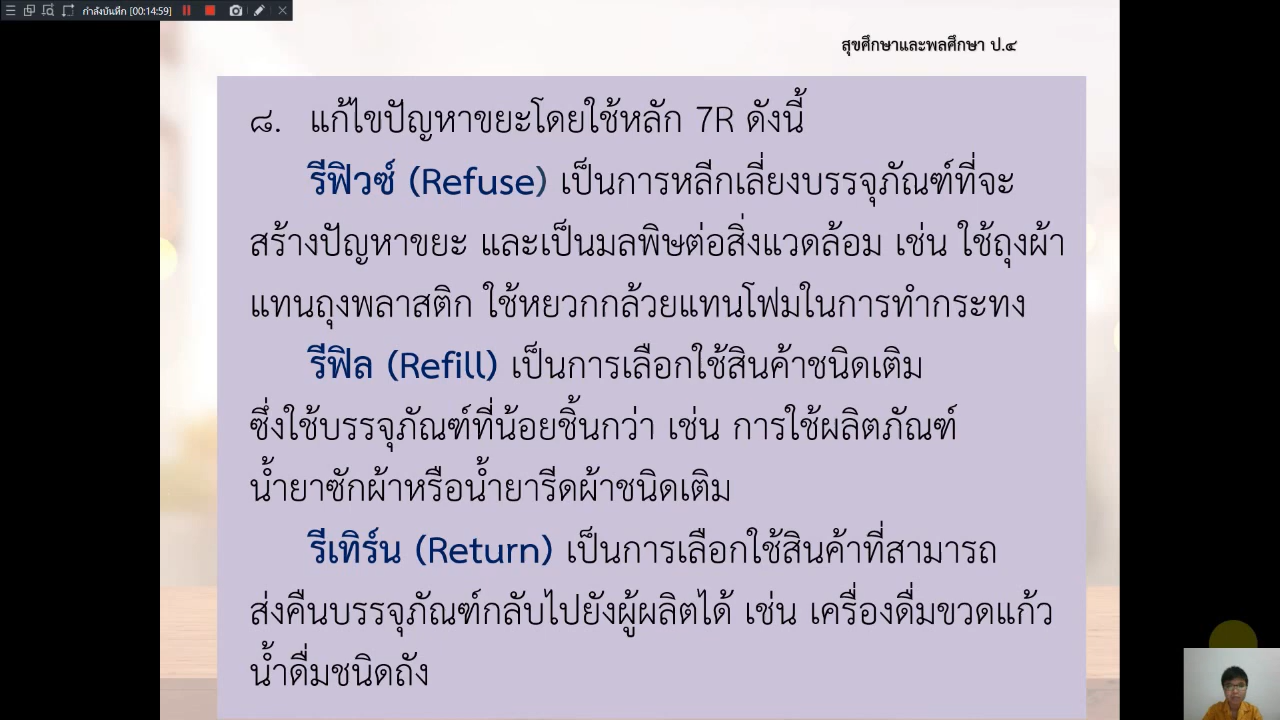 กำลังบันทึก [00:14:59]
สุขศึกษาและพลศึกษา ป.๔
๘. แก้ไขปัญหาขยะโดยใช้หลัก 7R ดังนี้
รีฟิวซ์ (Refuse) เป็นการหลีกเลี่ยงบรรจุภัณฑ์ที่จะ
สร้างปัญหาขยะ และเป็นมลพิษต่อสิ่งแวดล้อม เช่น ใช้ถุงผ้า
แทนถุงพลาสติก ใช้หยวกกล้วยแทนโฟมในการทำกระทง
รีฟิล (Refill) เป็นการเลือกใช้สินค้าชนิดเติม
ซึ่งใช้บรรจุภัณฑ์ที่น้อยชิ้นกว่า เช่น การใช้ผลิตภัณฑ์
น้ำยาซักผ้าหรือน้ำยารีดผ้าชนิดเติม
รีเทิร์น (Return) เป็นการเลือกใช้สินค้าที่สามารถ
ส่งคืนบรรจุภัณฑ์กลับไปยังผู้ผลิตได้ เช่น เครื่องดื่มขวดแก้ว
น้ำดื่มชนิดถัง